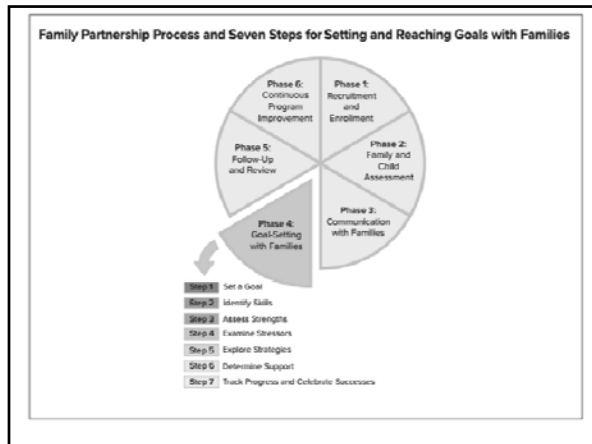 Family Partnership Process and Seven Steps for Setting and Reaching Goals with Families
Phase 6:
Continuous
Program
Improvement
Phase 1:
Recruitment
and
Enrollment
Phase 5:
Follow-Up
and Review
Phase 2:
Family and
Child
Assessment
Phase 4:
Goal-Setting
with Families
Phase 3:
Communication
with Families
Step 1 Set a Goal
Step 2 Identify Skills
Step 3 Assess Strengths
Step 4 Examine Stressors
Step 5 Explore Strategies
Step 6 Determine Support
Step 7 Track Progress and Celebrate Successes